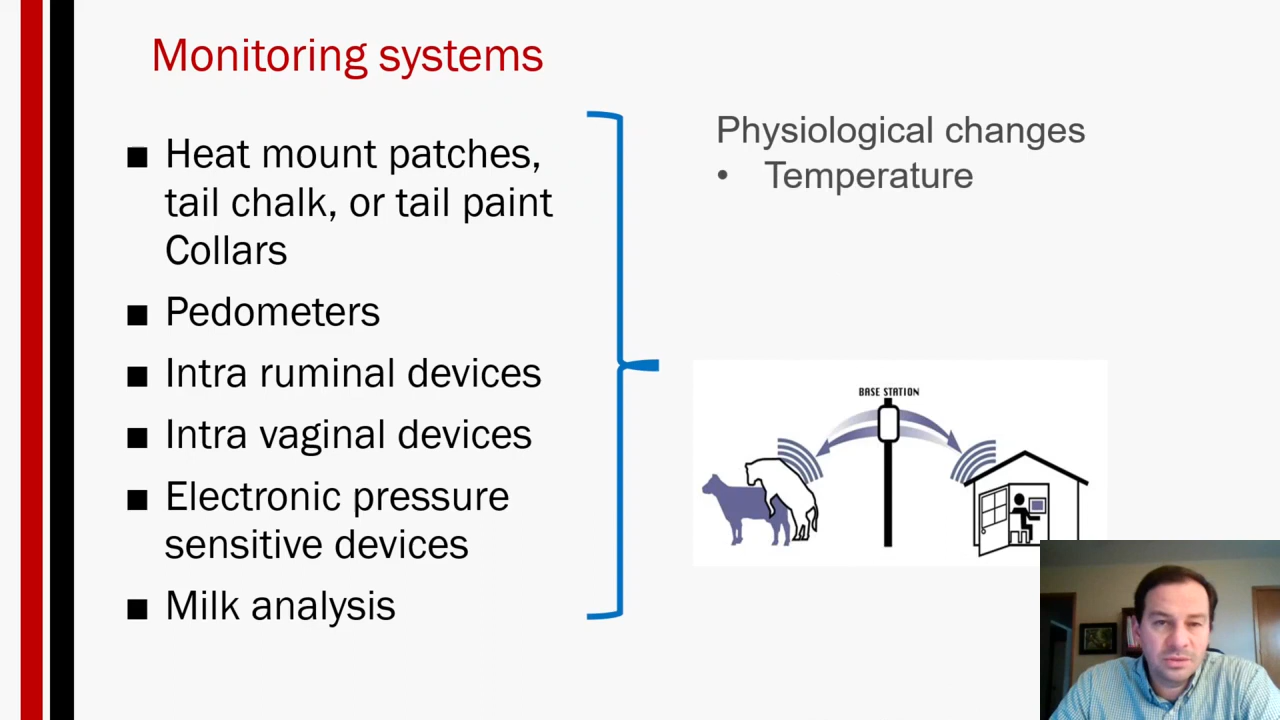 Monitoring systems
■ Heat mount patches,
tail chalk, or tail paint
Collars
■ Pedometers
■ Intra ruminal devices
■ Intra vaginal devices
■ Electronic pressure
sensitive devices
■ Milk analysis
Physiological changes
• Temperature
BASE STATION